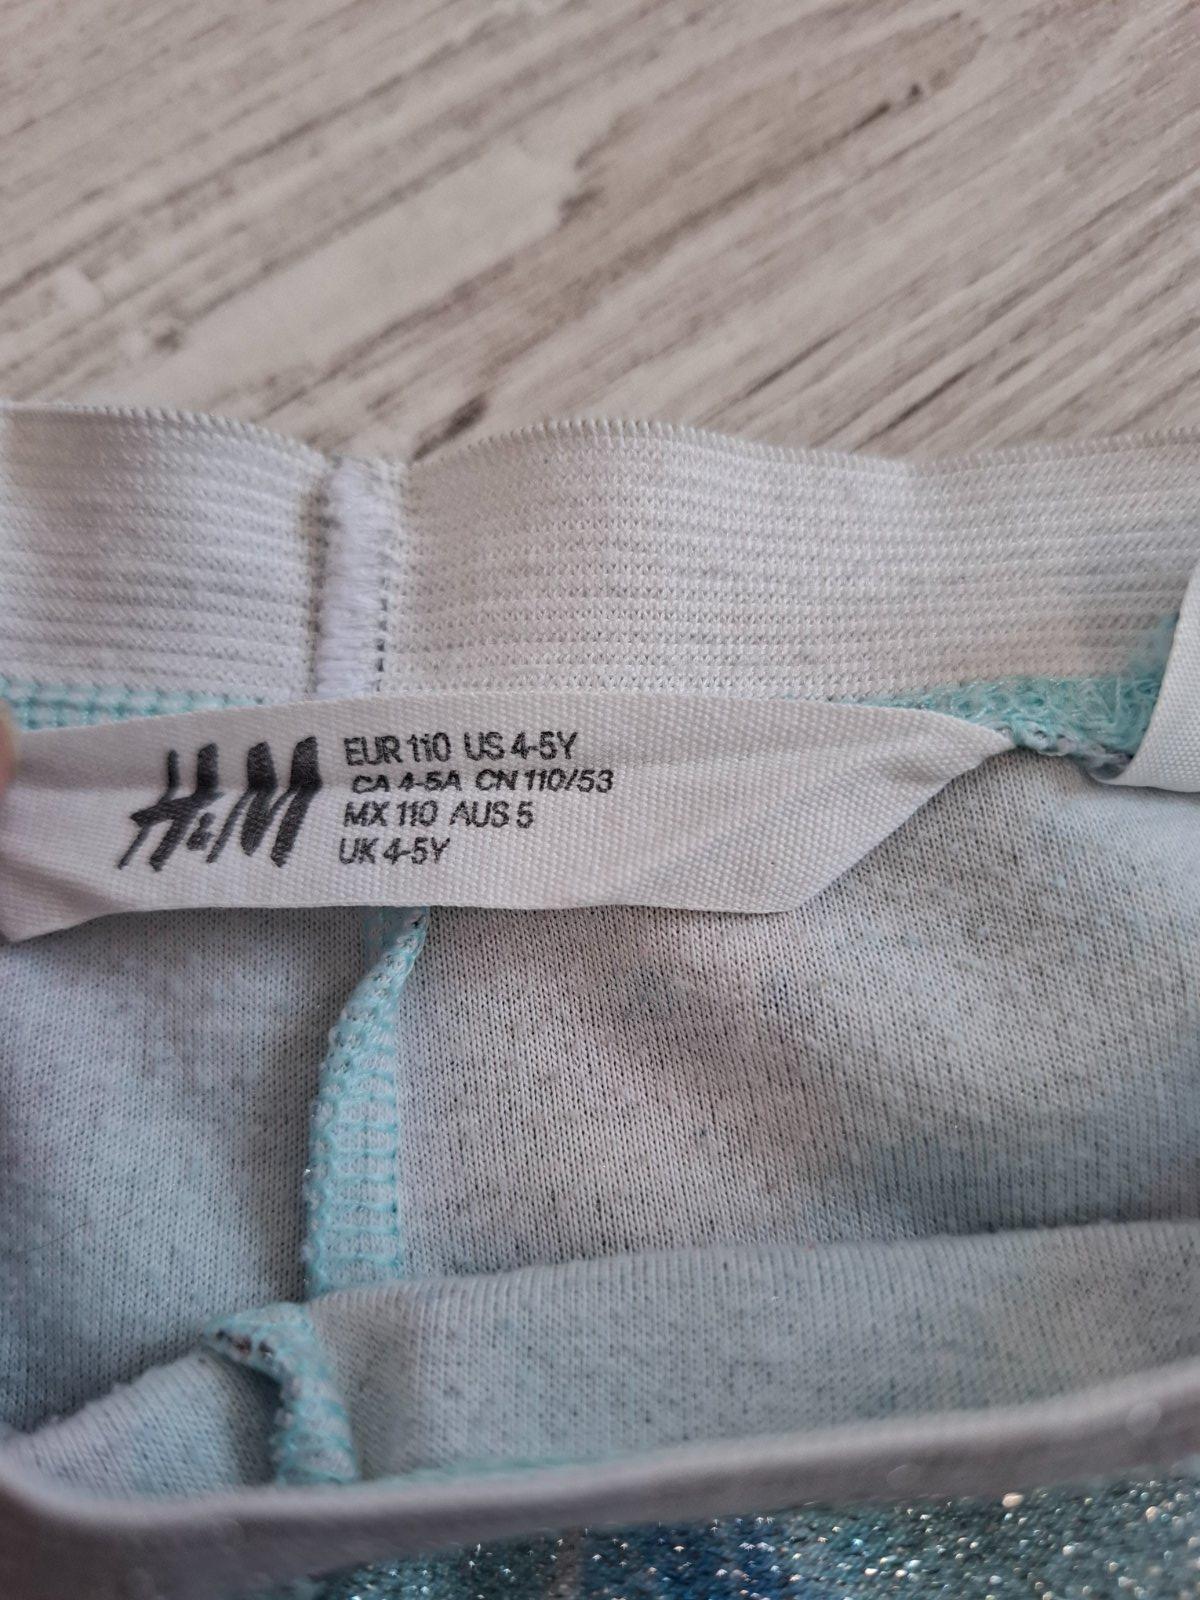 H&M
EUR 110 US 4-5Y
CA 4-5A CN 110/53
MX 110 AUS 5
UK 4-5Y